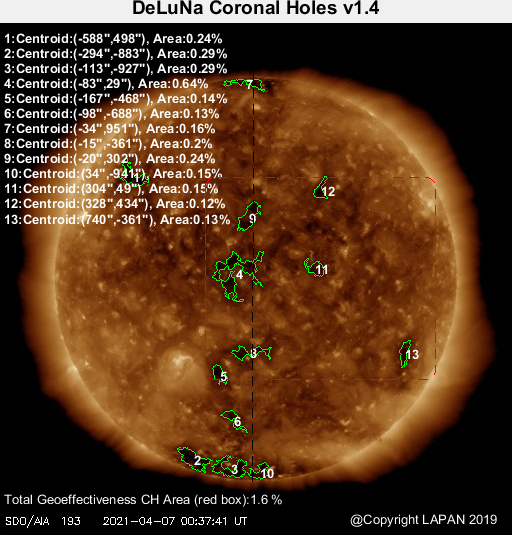 DeLuNa Coronal Holes v1.4
1:Centroid:(-588",498"), Area:0.24%
2:Centroid:(-294",-883"), Area:0.29%
3:Centroid:(-113",-927"), Area:0.29%
4:Centroid:(-83",29"), Area:0.64%
5:Centroid:(-167",-468"), Area:0.14%
6:Centroid:(-98",-688"), Area:0.13%
7:Centroid:(-34",951"), Area:0.16%
8:Centroid:(-15",-361"), Area:0.2%
9:Centroid:(-20",302"), Area:0.24%
10:Centroid:(34",-941"), Area:0.15%
11:Centroid:(304",49"), Area:0.15%
12:Centroid:(328",434"), Area:0.12%
13:Centroid:(740",-361"), Area:0.13%
7
1
12
9
4
11
8
13
5
6
2
3
10
Total Geoeffectiveness CH Area (red box):1.6 %
SDO/AIA 193 2021-04-07 00:37:41 UT
@Copyright LAPAN 2019